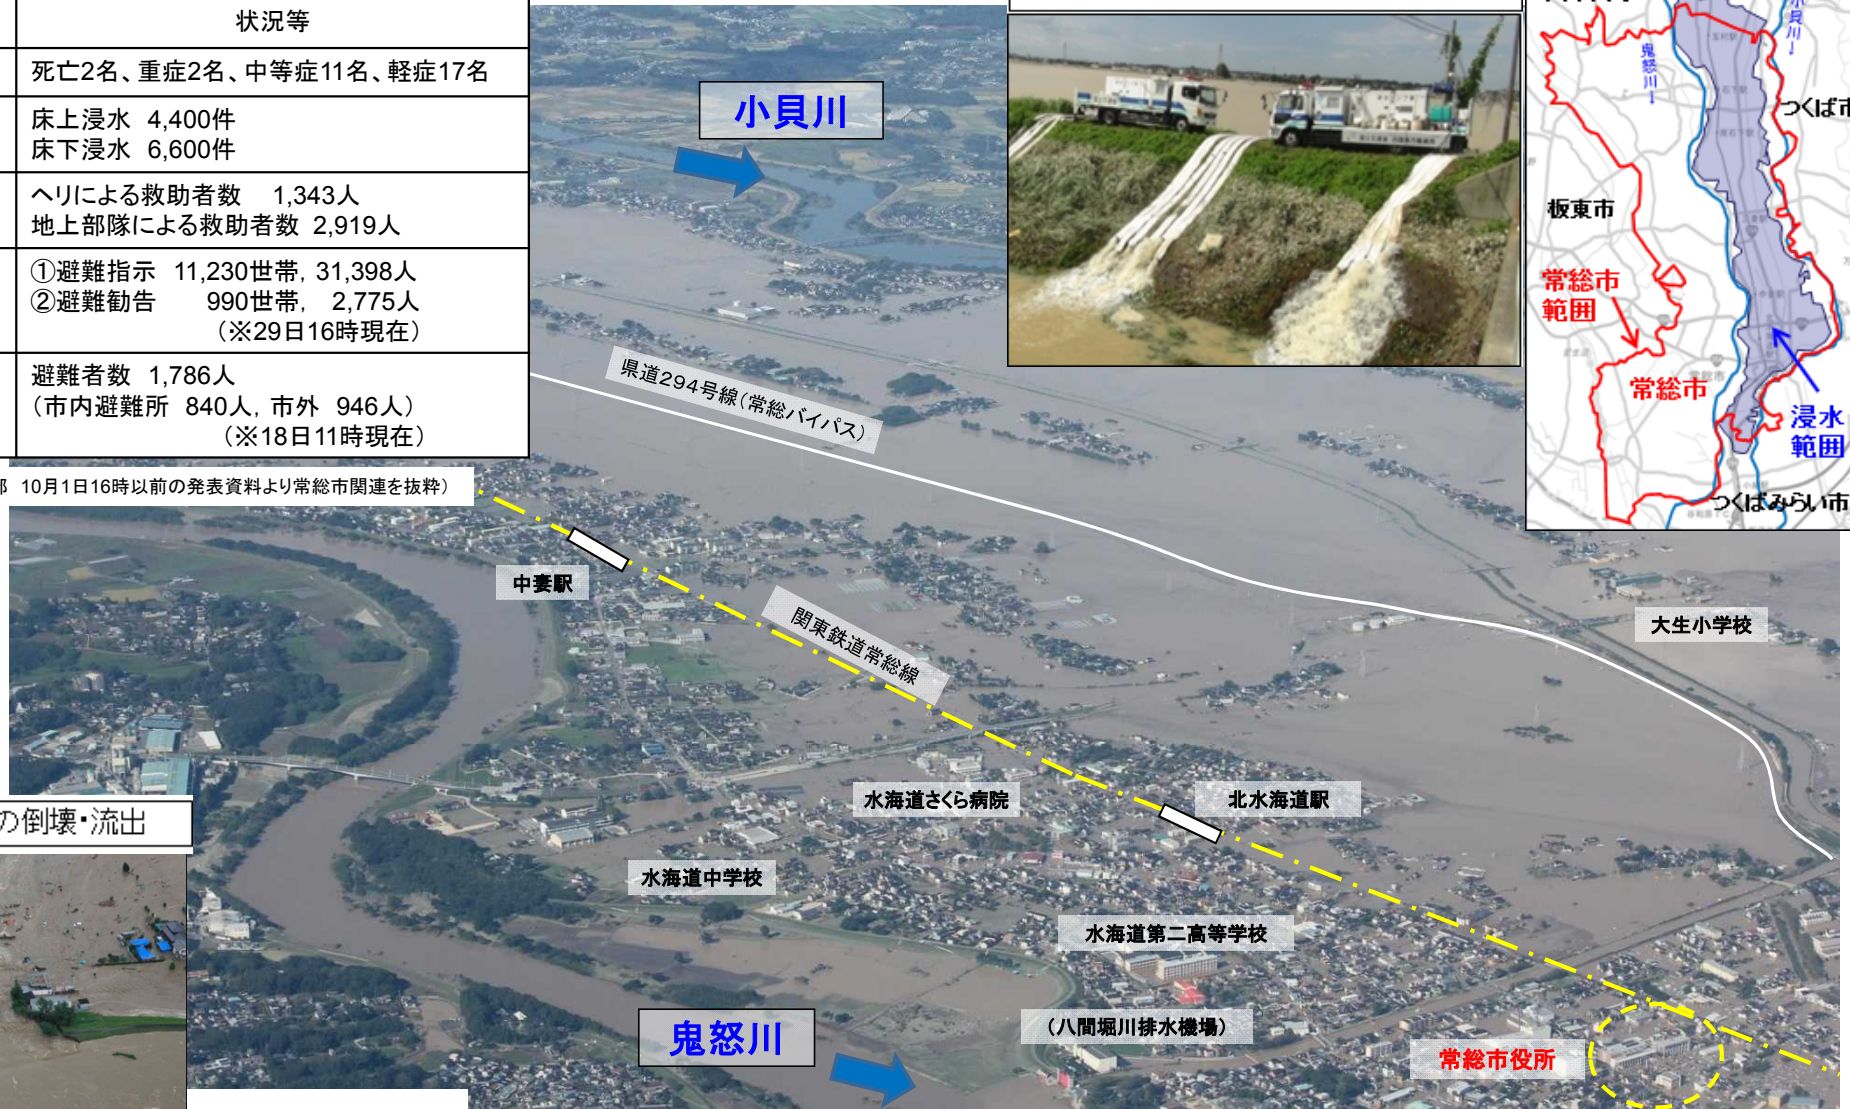 状況等
死亡2名、重症2名、中等症11名、軽症17名
床上浸水 4,400件
床下浸水 6,600件
ヘリによる救助者数 1,343人
地上部隊による救助者数 2,919人
①避難指示 11,230世帯, 31,398人
②避難勧告 990世帯, 2,775人
（※29日16時現在）
避難者数 1,786人
（市内避難所 840人, 市外 946人）
（※18日11時現在）
10月1日16時以前の発表資料より常総市関連を抜粋）
小貝川
県道294号線（常総バイパス）
中妻駅
関東鉄道常総線
大生小学校
水海道さくら病院
北水海道駅
水海道中学校
水海道第二高等学校
（八間堀川排水機場）
鬼怒川
常総市役所
の倒壊・流出
小貝川
鬼怒川
つくば市
板東市
常総市
範囲
常総市
浸水
範囲
つくばみらい市